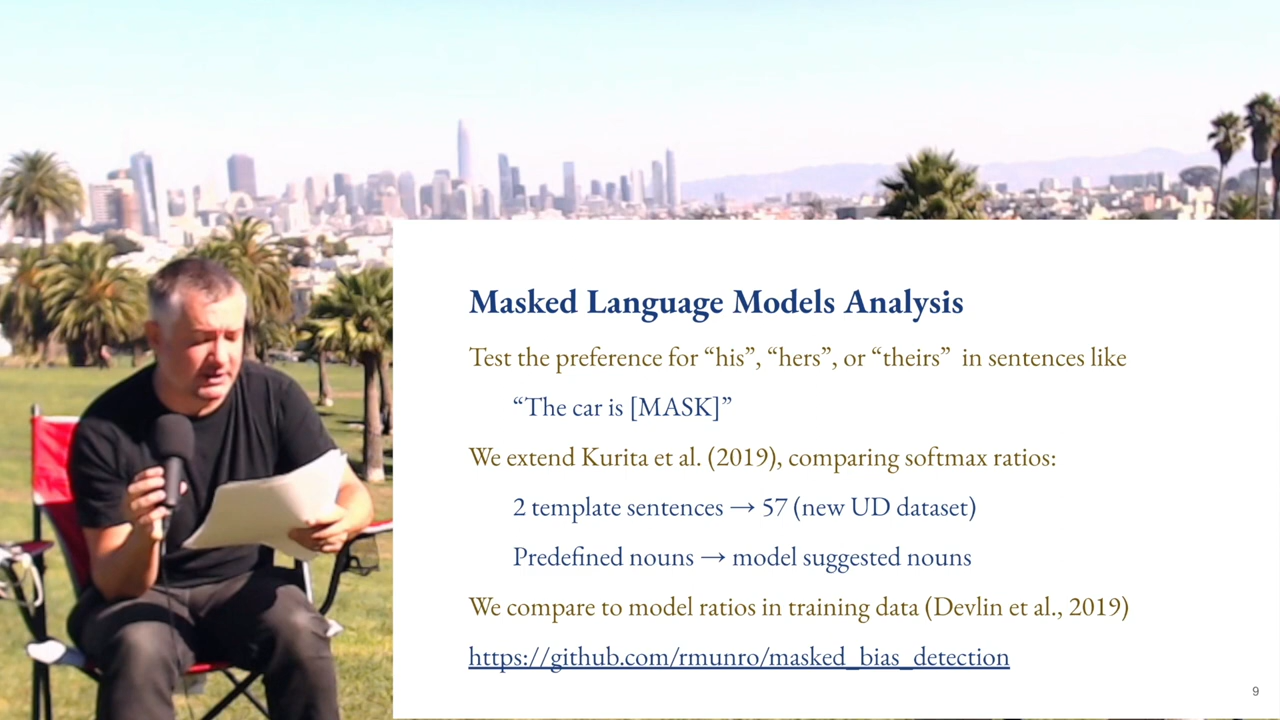 Masked Language Models Analysis
Test the preference for “his”, “hers”, or “theirs” in sentences like
“The car is [MASK]”
We extend Kurita et al. (2019), comparing softmax ratios:
2 template sentences → 57 (new UD dataset)
Predefined nouns → model suggested nouns
We compare to model ratios in training data (Devlin et al., 2019)
https://github.com/rmunro/masked_bias_detection
9